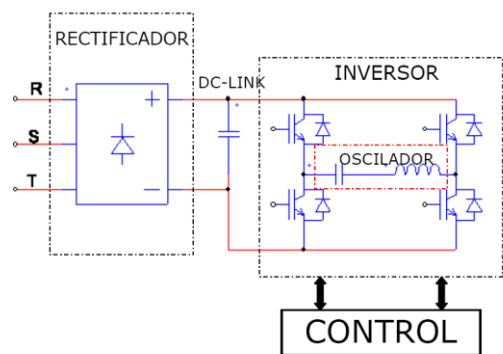 RECTIFICADOR
R
S
T
+
−
DC-LINK
INVERSOR
OSCILADOR
CONTROL